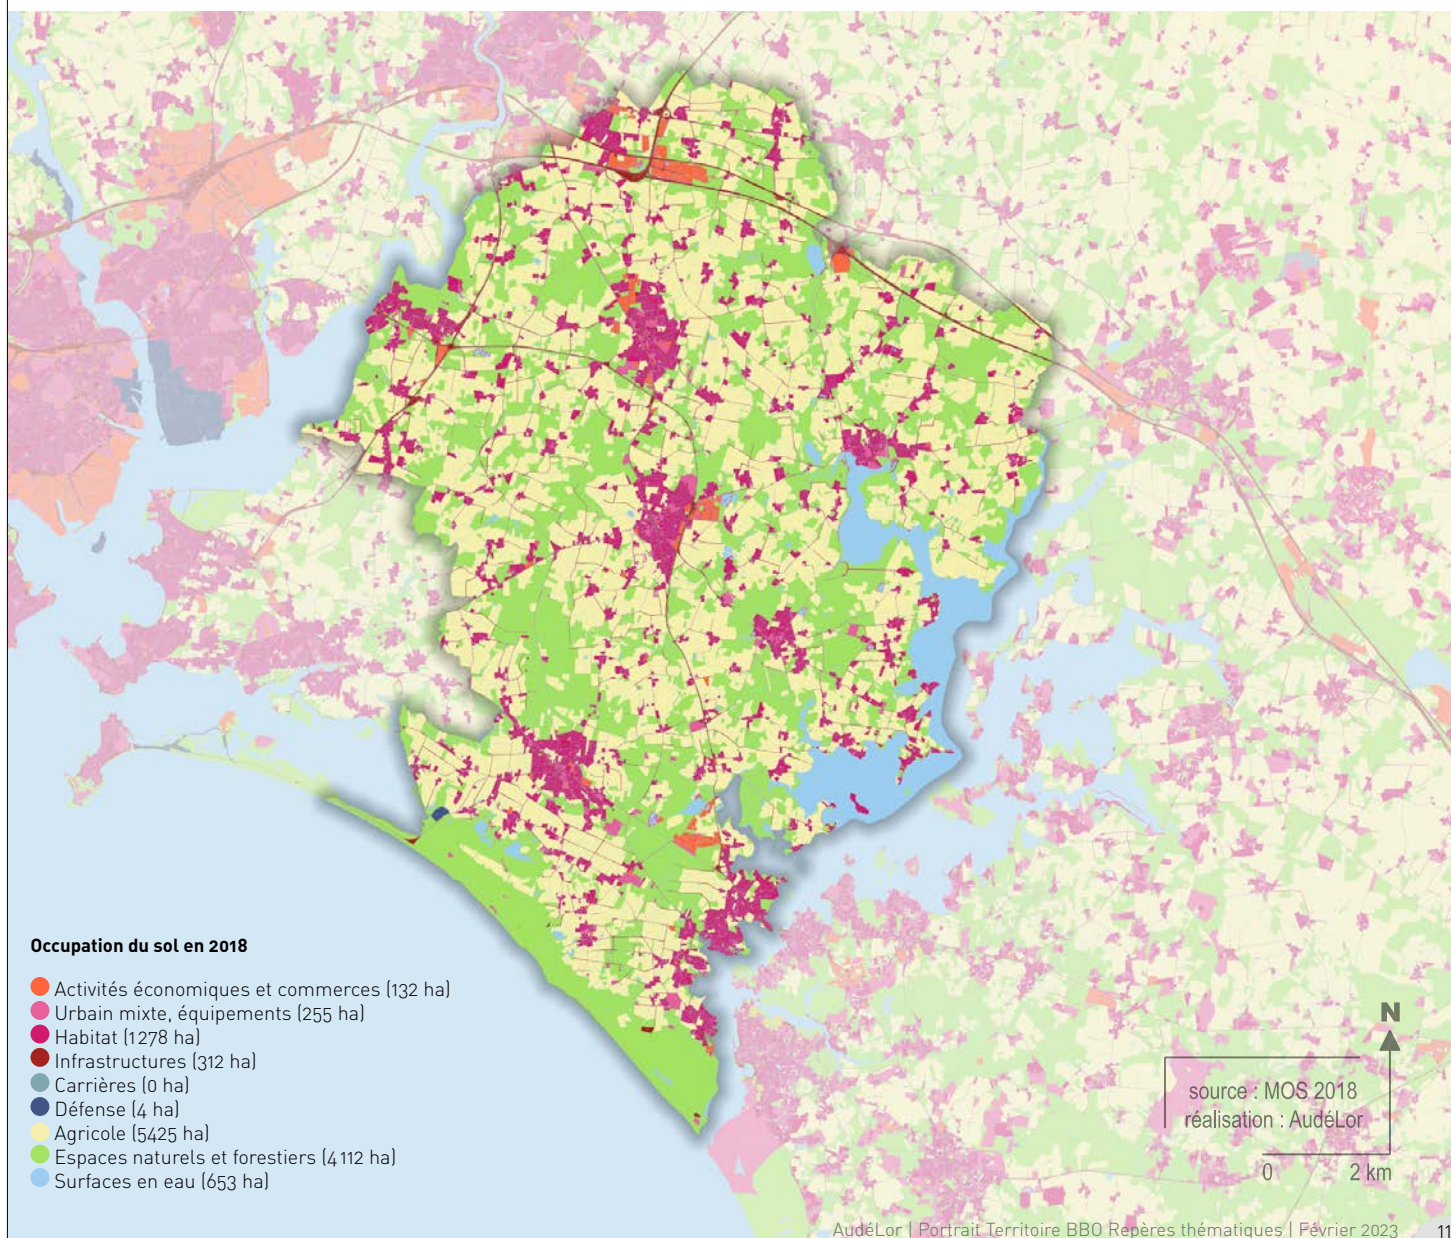 Occupation du sol en 2018
Activités économiques et commerces (132 ha)
Urbain mixte, équipements (255 ha)
Habitat (1278 ha)
Infrastructures (312 ha)
Carrières (0 ha)
Défense (4 ha)
Agricole (5425 ha)
Espaces naturels et forestiers (4112 ha)
Surfaces en eau (653 ha)
N
source : MOS 2018
réalisation : AudéLor
0 2 km
AudéLor | Portrait Territoire BBO Repères thématiques | Février 2023 11